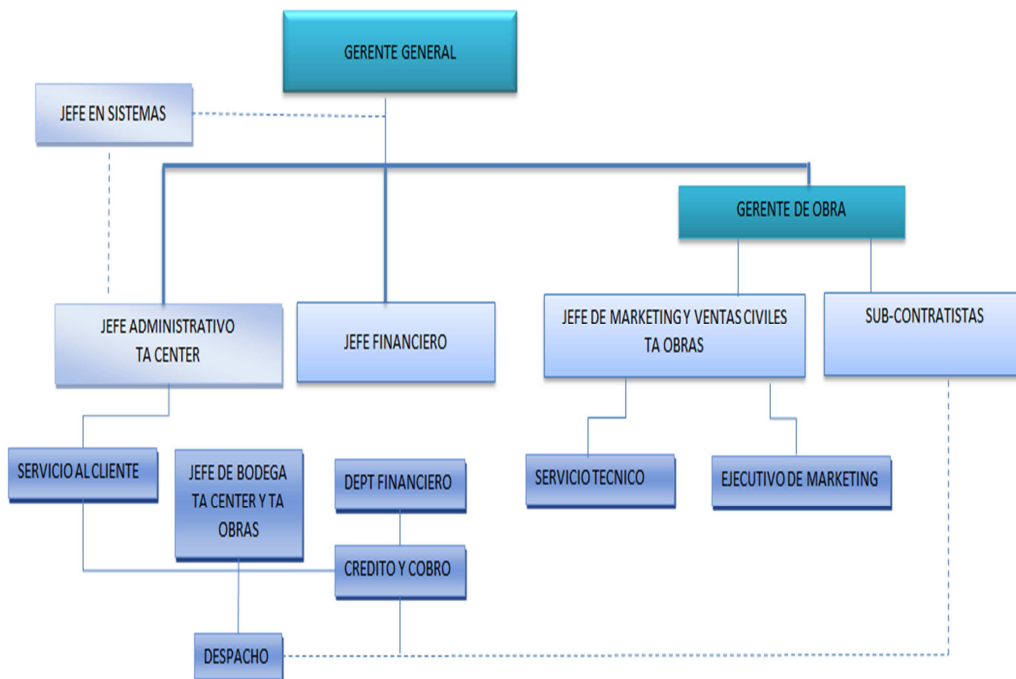 GERENTE GENERAL
JEFE EN SISTEMAS
GERENTE DE OBRA
JEFE ADMINISTRATIVO
TA CENTER
JEFE FINANCIERO
JEFE DE MARKETING Y VENTAS CIVILES
TA OBRAS
SUB-CONTRATISTAS
SERVICIO AL CLIENTE
JEFE DE BODEGA
TA CENTER Y TA
OBRAS
DEPT FINANCIERO
SERVICIO TECNICO
EJECUTIVO DE MARKETING
CREDITO Y COBRO
DESPACHO